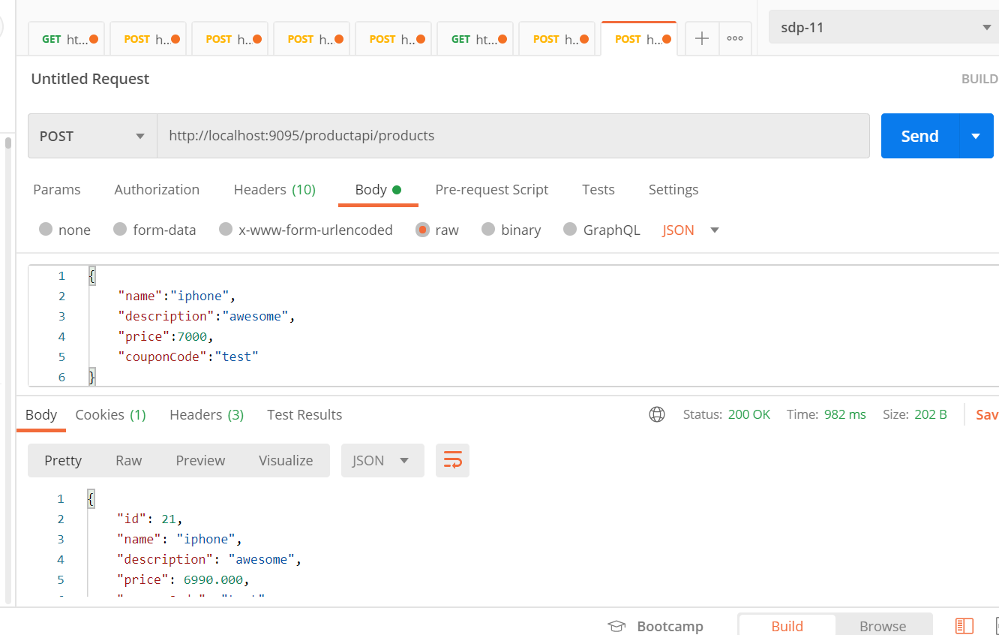 GET ht... POST h... POST h... POST h... POST h.. GET ht... POST h.. POST h... ooo sdp-11
Untitled Request BUILD
POST http://localhost:9095/productapi/products Send
Params Authorization Headers (10) Body Pre-request Script Tests Settings
none form-data x-www-form-urlencoded raw binary GraphQL JSON
1 {
2 "name":"iphone",
3 "description":"awesome",
4 "price":7000,
5 "couponCode":"test"
6 }
Body Cookies (1) Headers (3) Test Results Status: 200 OK Time: 982 ms Size: 202 B Sav
Pretty Raw Preview Visualize JSON
1 {
2 "id": 21,
3 "name": "iphone",
4 "description": "awesome",
5 "price": 6990.000,
Bootcamp Build Browse